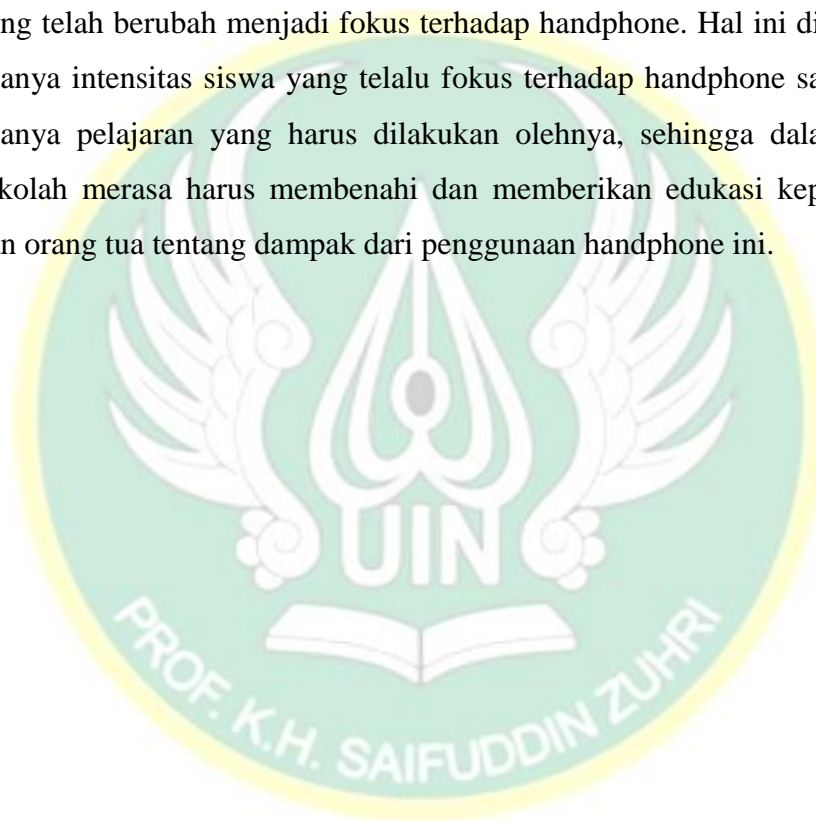 ng telah berubah menjadi fokus terhadap handphone. Hal ini di
anya intensitas siswa yang telalu fokus terhadap handphone sa
anya pelajaran yang harus dilakukan olehnya, sehingga dala
kolah merasa harus membenahi dan memberikan edukasi kep
n orang tua tentang dampak dari penggunaan handphone ini.
UIN
PROF. K.H. SAIFUDDIN ZUHRI